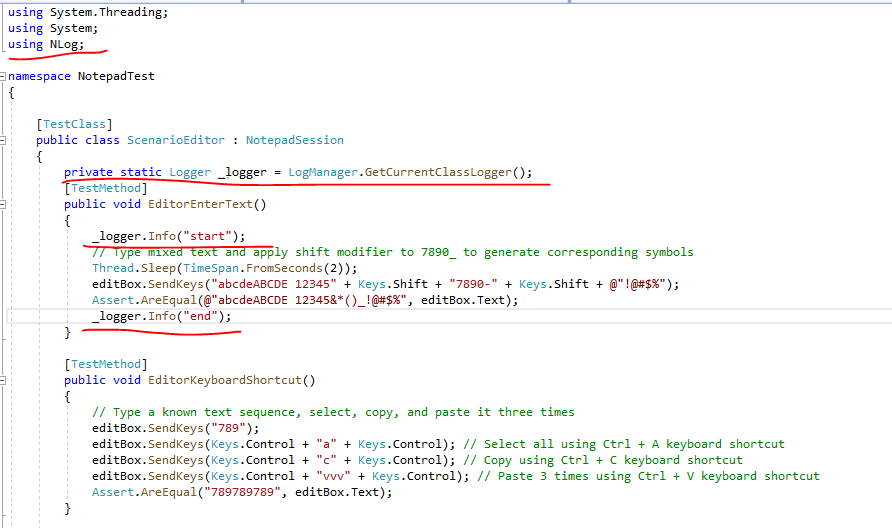 using System.Threading;
using System;
using NLog;
namespace NotepadTest
{
[TestClass]
public class ScenarioEditor : NotepadSession
{
private static Logger _logger = LogManager.GetCurrentClassLogger();
[TestMethod]
public void EditorEnterText()
{
_logger.Info("start");
// Type mixed text and apply shift modifier to 7890_ to generate corresponding symbols
Thread.Sleep(TimeSpan.FromSeconds(2));
editBox.SendKeys("abcdeABCDE 12345" + Keys.Shift + "7890-" + Keys.Shift + @"!@#$%");
Assert.AreEqual(@"abcdeABCDE 12345&*()_!@#$%", editBox.Text);
_logger.Info("end");
}
[TestMethod]
public void EditorKeyboardShortcut()
{
// Type a known text sequence, select, copy, and paste it three times
editBox.SendKeys("789");
editBox.SendKeys(Keys.Control + "a" + Keys.Control); // Select all using Ctrl + A keyboard shortcut
editBox.SendKeys(Keys.Control + "c" + Keys.Control); // Copy using Ctrl + C keyboard shortcut
editBox.SendKeys(Keys.Control + "vvv" + Keys.Control); // Paste 3 times using Ctrl + V keyboard shortcut
Assert.AreEqual("789789789", editBox.Text);
}